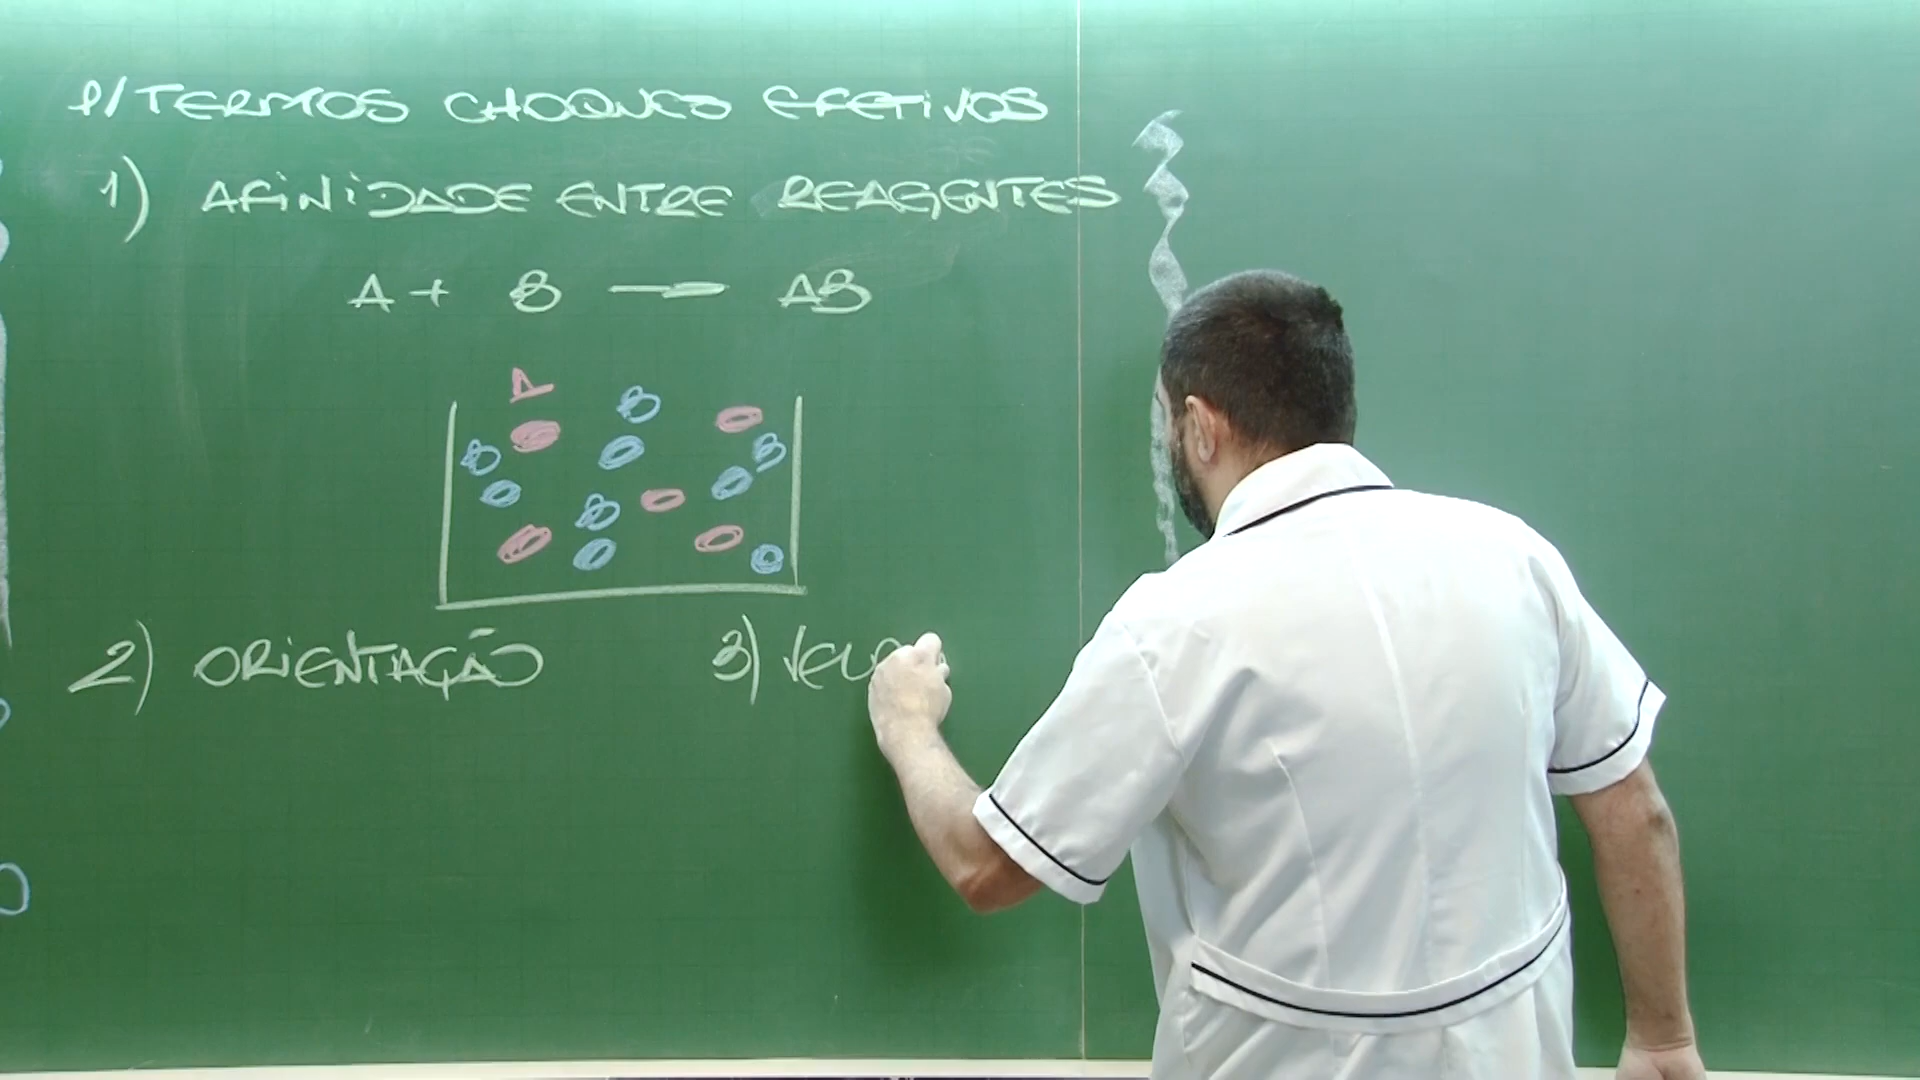 P/ TERMOS CHOQUES EFETIVOS
1) AFINIDADE ENTRE REAGENTES
A + B — AB
A
B
B
B
B
2) ORIENTAÇÃO 3) VELO